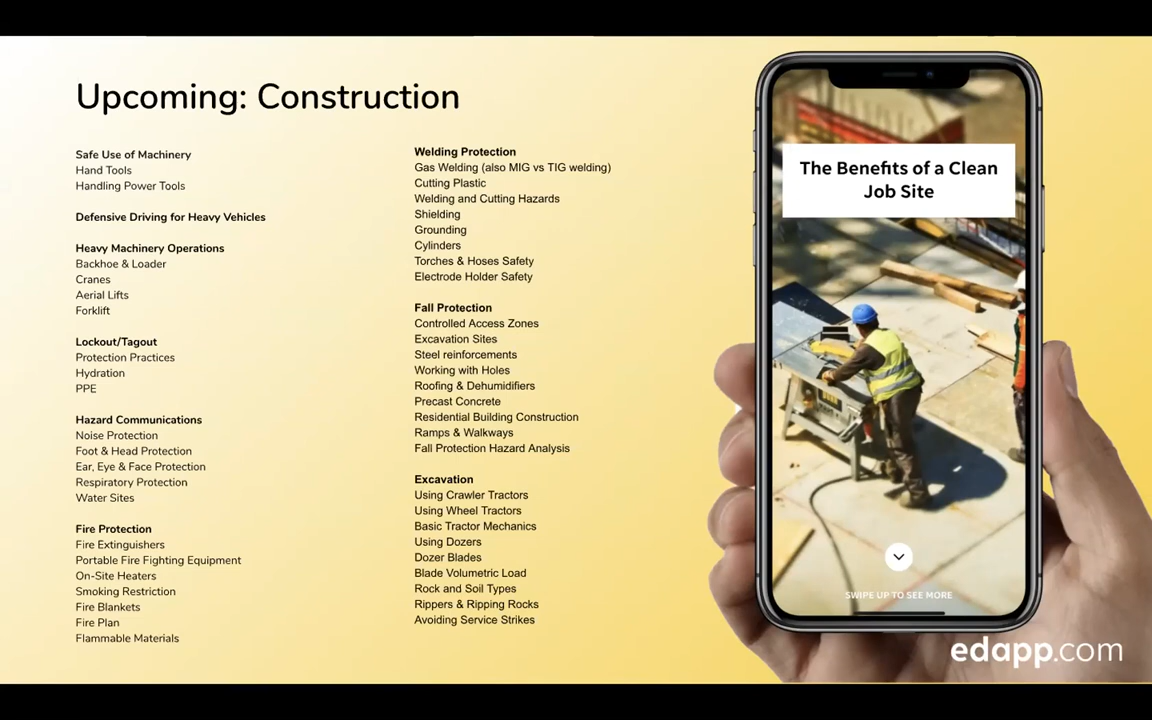 Upcoming: Construction
Safe Use of Machinery
Hand Tools
Handling Power Tools
Defensive Driving for Heavy Vehicles
Heavy Machinery Operations
Backhoe & Loader
Cranes
Aerial Lifts
Forklift
Lockout/Tagout
Protection Practices
Hydration
PPE
Hazard Communications
Noise Protection
Foot & Head Protection
Ear, Eye & Face Protection
Respiratory Protection
Water Sites
Fire Protection
Fire Extinguishers
Portable Fire Fighting Equipment
On-Site Heaters
Smoking Restriction
Fire Blankets
Fire Plan
Flammable Materials
Welding Protection
Gas Welding (also MIG vs TIG welding)
Cutting Plastic
Welding and Cutting Hazards
Shielding
Grounding
Cylinders
Torches & Hoses Safety
Electrode Holder Safety
Fall Protection
Controlled Access Zones
Excavation Sites
Steel reinforcements
Working with Holes
Roofing & Dehumidifiers
Precast Concrete
Residential Building Construction
Ramps & Walkways
Fall Protection Hazard Analysis
Excavation
Using Crawler Tractors
Using Wheel Tractors
Basic Tractor Mechanics
Using Dozers
Dozer Blades
Blade Volumetric Load
Rock and Soil Types
Rippers & Ripping Rocks
Avoiding Service Strikes
The Benefits of a Clean
Job Site
SWIPE UP TO SEE MORE
edapp.com